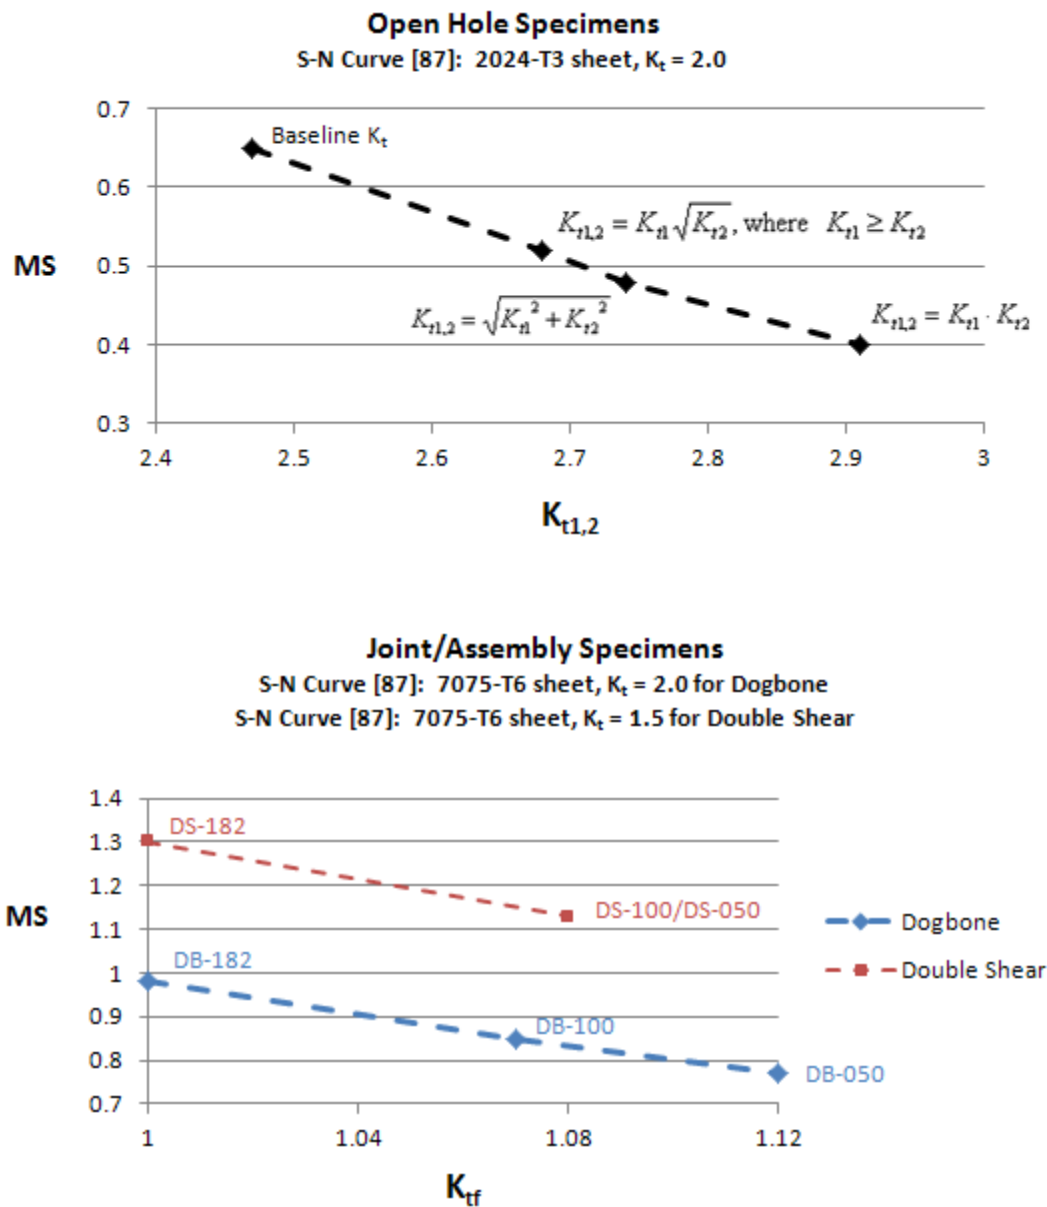 Open Hole Specimens
S-N Curve [87]: 2024-T3 sheet, Kt = 2.0
0.7
0.6
0.5
0.4
0.3
MS
Baseline Kt
Kt1,2 = Kt1√Kt2, where Kt1 ≥ Kt2
Kt1,2 = √Kt1² + Kt2²
Kt1,2 = Kt1 · Kt2
2.4 2.5 2.6 2.7 2.8 2.9 3
Kt1,2
Joint/Assembly Specimens
S-N Curve [87]: 7075-T6 sheet, Kt = 2.0 for Dogbone
S-N Curve [87]: 7075-T6 sheet, Kt = 1.5 for Double Shear
1.4
1.3
1.2
1.1
1
0.9
0.8
0.7
MS
DS-182
DS-100/DS-050
DB-182
DB-100
DB-050
Dogbone
Double Shear
1 1.04 1.08 1.12
Ktf